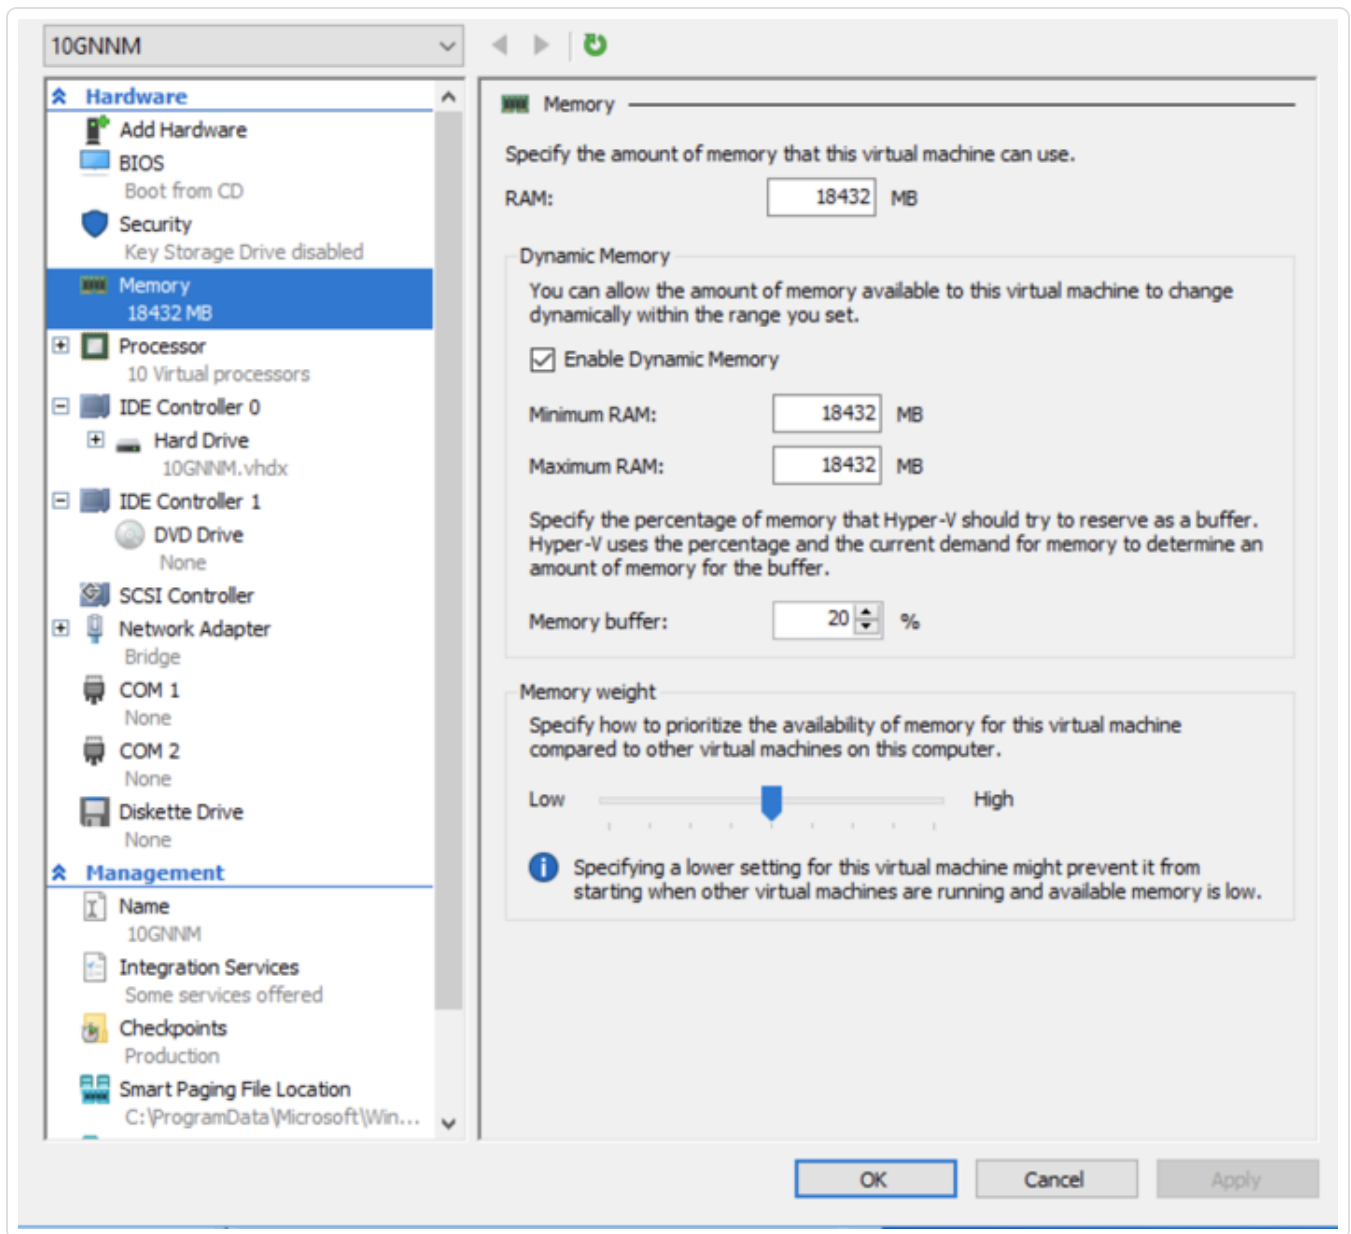 10GNNM
Hardware
Add Hardware
BIOS
Boot from CD
Security
Key Storage Drive disabled
Memory
18432 MB
Processor
10 Virtual processors
IDE Controller 0
Hard Drive
10GNNM.vhdx
IDE Controller 1
DVD Drive
None
SCSI Controller
Network Adapter
Bridge
COM 1
None
COM 2
None
Diskette Drive
None
Management
Name
10GNNM
Integration Services
Some services offered
Checkpoints
Production
Smart Paging File Location
C:\ProgramData\Microsoft\Win...
Memory
Specify the amount of memory that this virtual machine can use.
RAM: 18432 MB
Dynamic Memory
You can allow the amount of memory available to this virtual machine to change
dynamically within the range you set.
Enable Dynamic Memory
Minimum RAM: 18432 MB
Maximum RAM: 18432 MB
Specify the percentage of memory that Hyper-V should try to reserve as a buffer.
Hyper-V uses the percentage and the current demand for memory to determine an
amount of memory for the buffer.
Memory buffer: 20 %
Memory weight
Specify how to prioritize the availability of memory for this virtual machine
compared to other virtual machines on this computer.
Low High
Specifying a lower setting for this virtual machine might prevent it from
starting when other virtual machines are running and available memory is low.
OK Cancel Apply